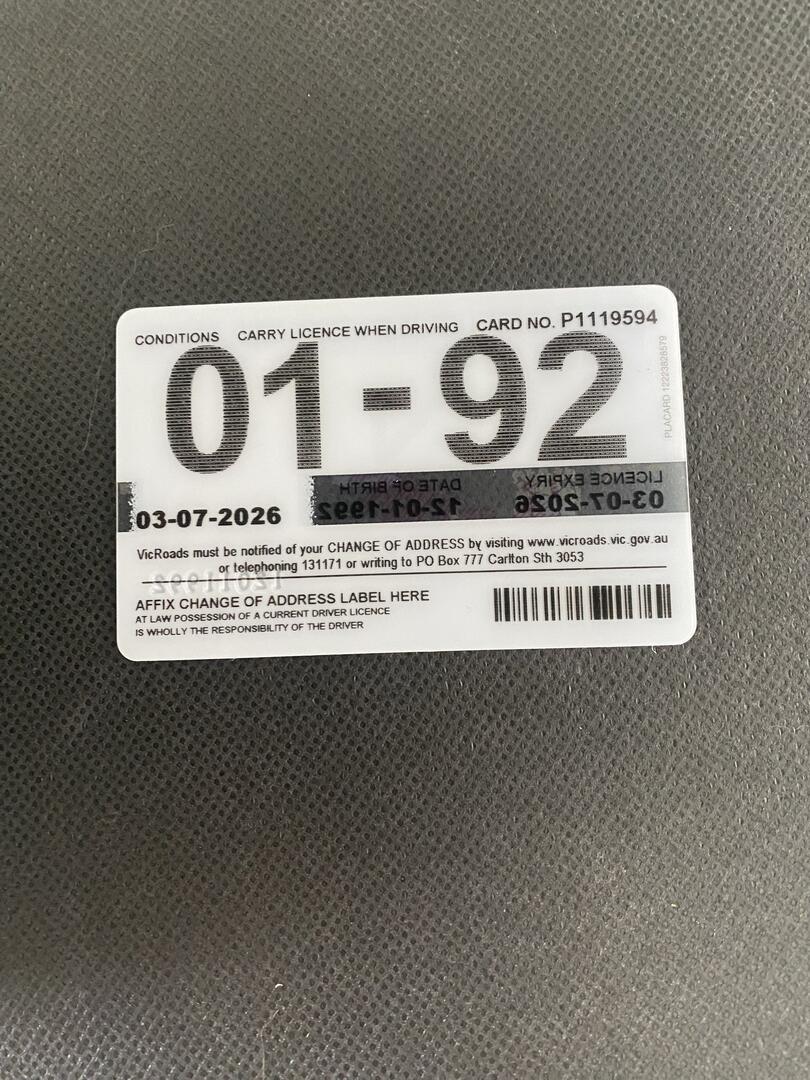 CONDITIONS CARRY LICENCE WHEN DRIVING CARD NO. P1119594
01-92
PLACARD 12223828579
DATE OF BIRTH LICENCE EXPIRY
03-07-2026 12-01-1992 03-07-2026
VicRoads must be notified of your CHANGE OF ADDRESS by visiting www.vicroads.vic.gov.au
or telephoning 131171 or writing to PO Box 777 Carlton Sth 3053
12011992
AFFIX CHANGE OF ADDRESS LABEL HERE
AT LAW POSSESSION OF A CURRENT DRIVER LICENCE
IS WHOLLY THE RESPONSIBILITY OF THE DRIVER